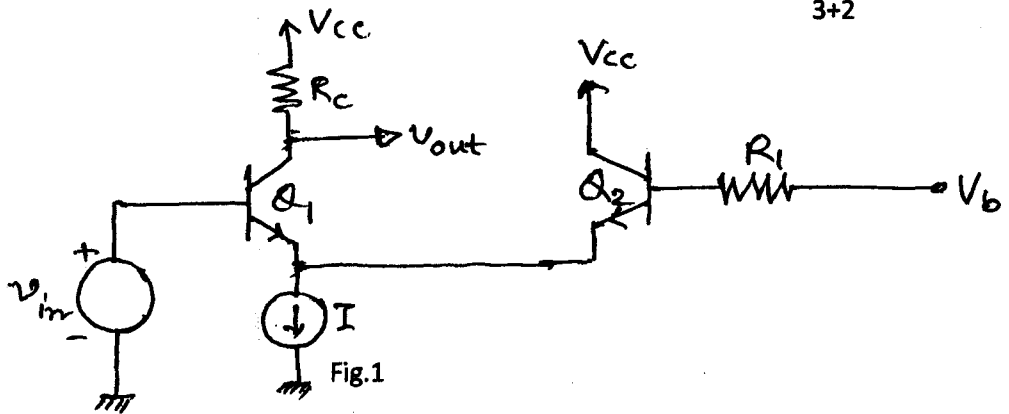 3+2
Vcc
Vcc
Rc
Vout
R1
Q1
Q2
Vb
+
vin
-
I
Fig.1